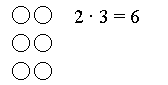 2 · 3 = 6